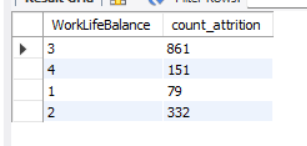 Result Grid Filter Rows:
WorkLifeBalance count_attrition
3 861
4 151
1 79
2 332